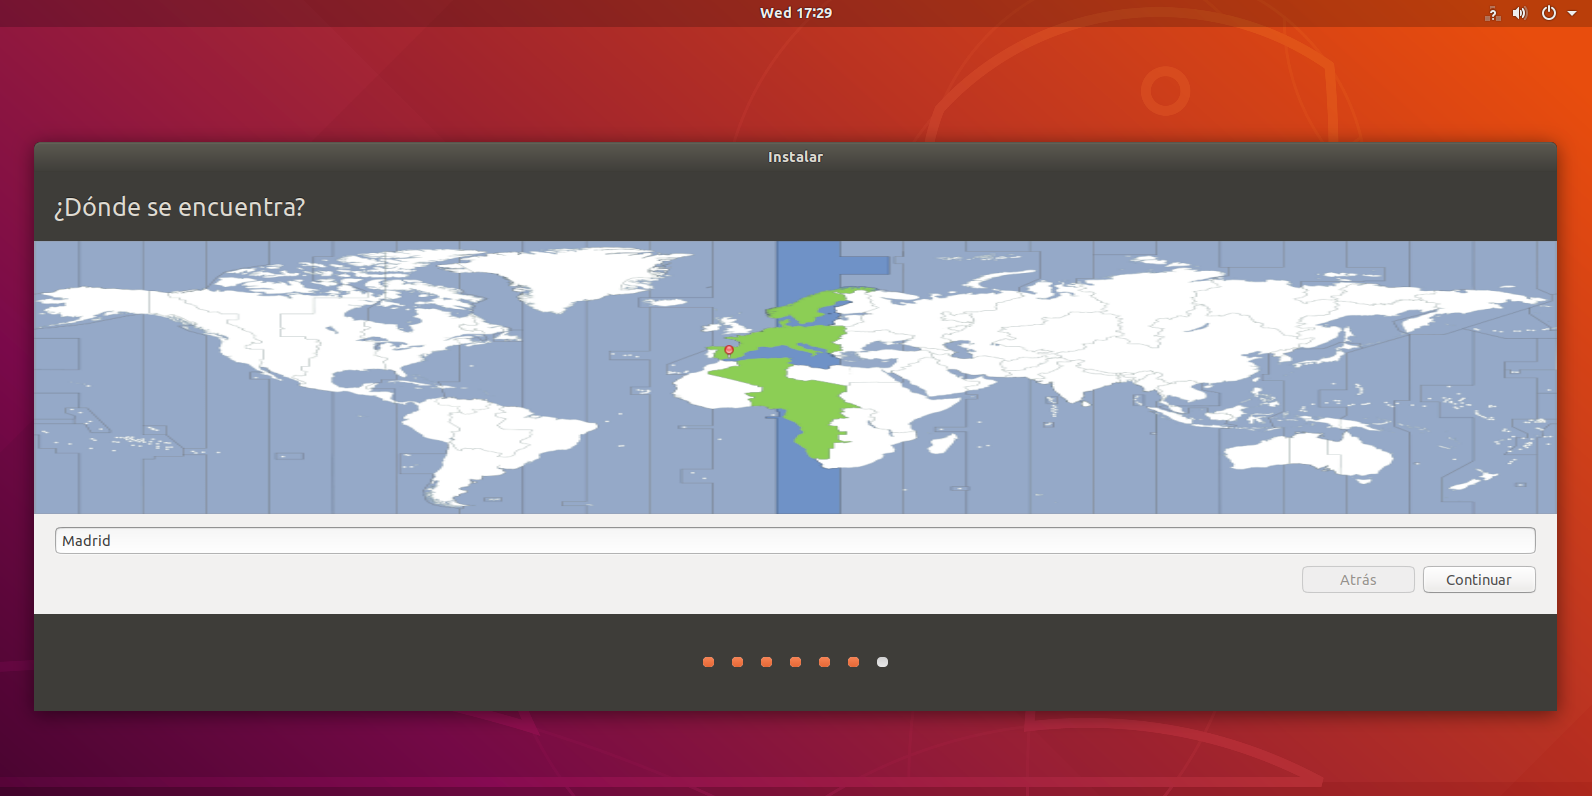 Wed 17:29
?
Instalar
¿Dónde se encuentra?
Madrid
Atrás
Continuar